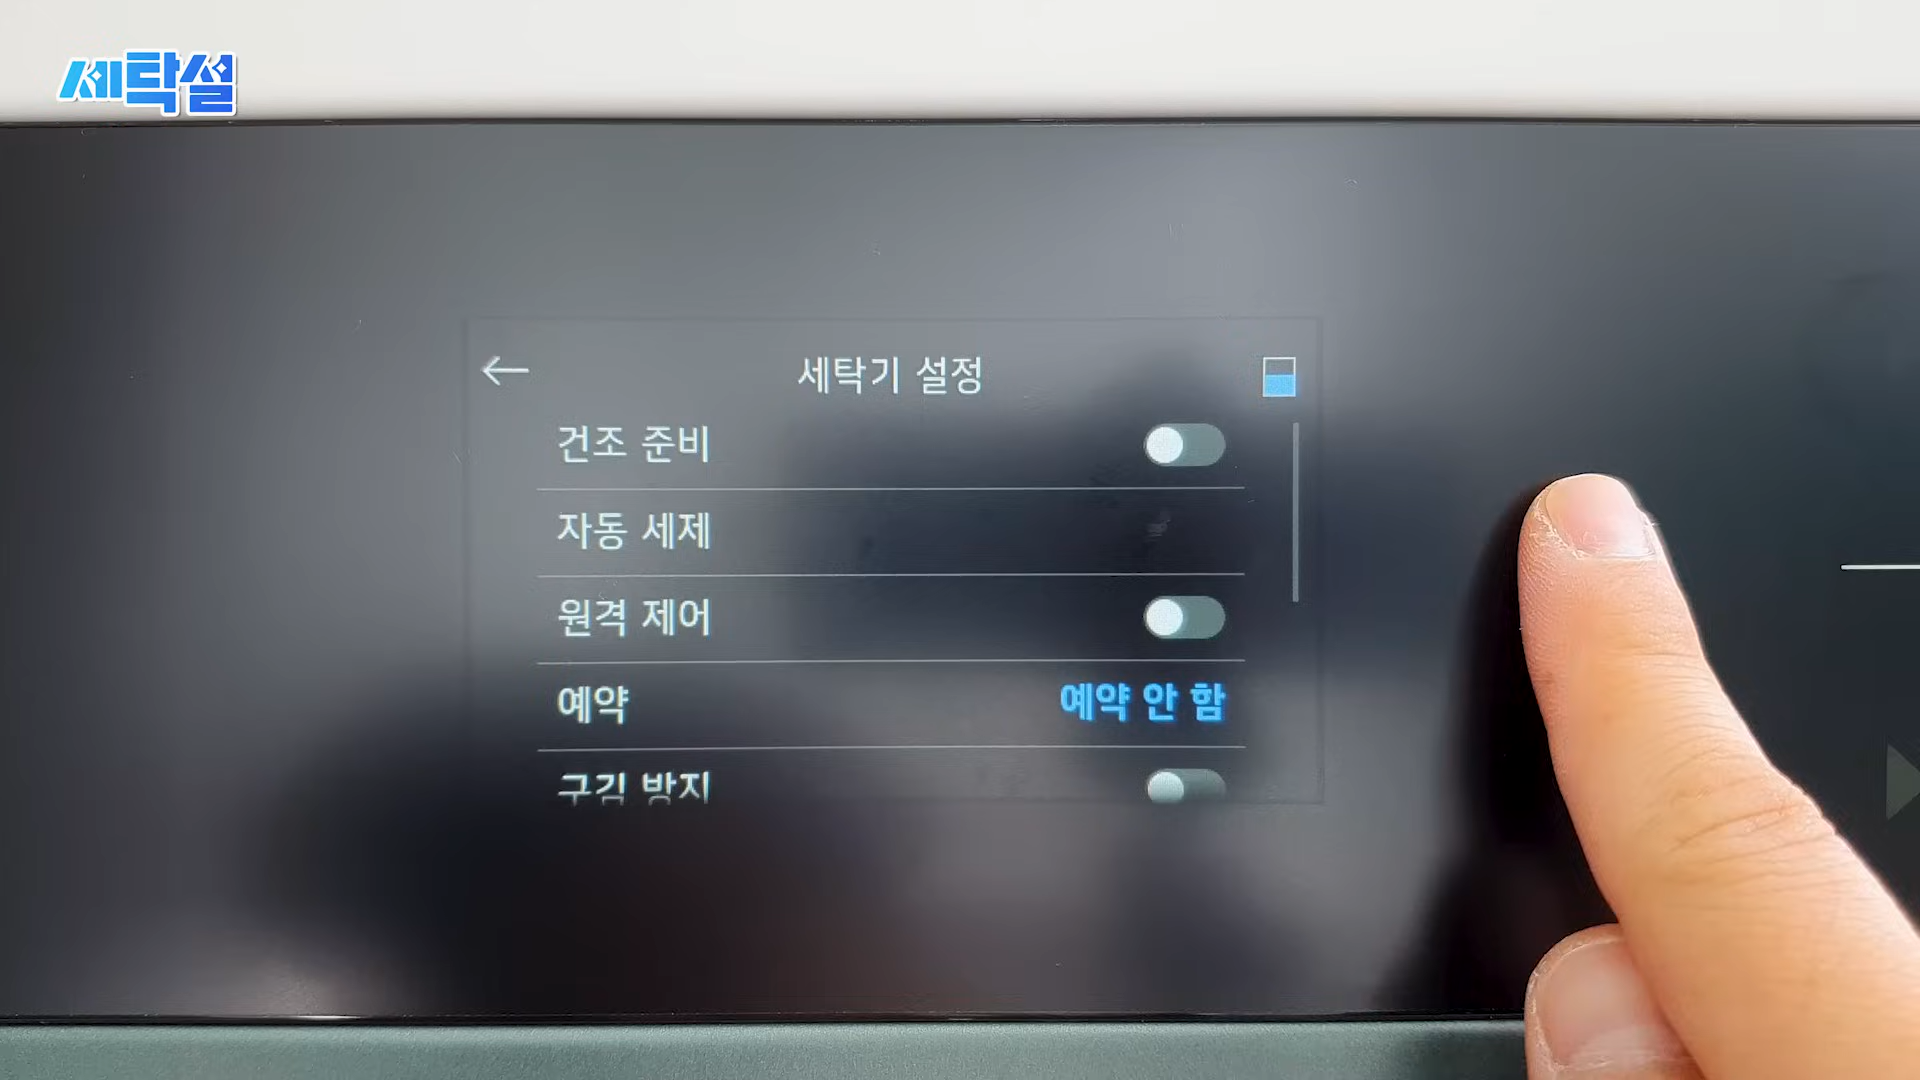 세탁설
세탁기 설정
건조 준비
자동 세제
원격 제어
예약 예약 안 함
구김 방지